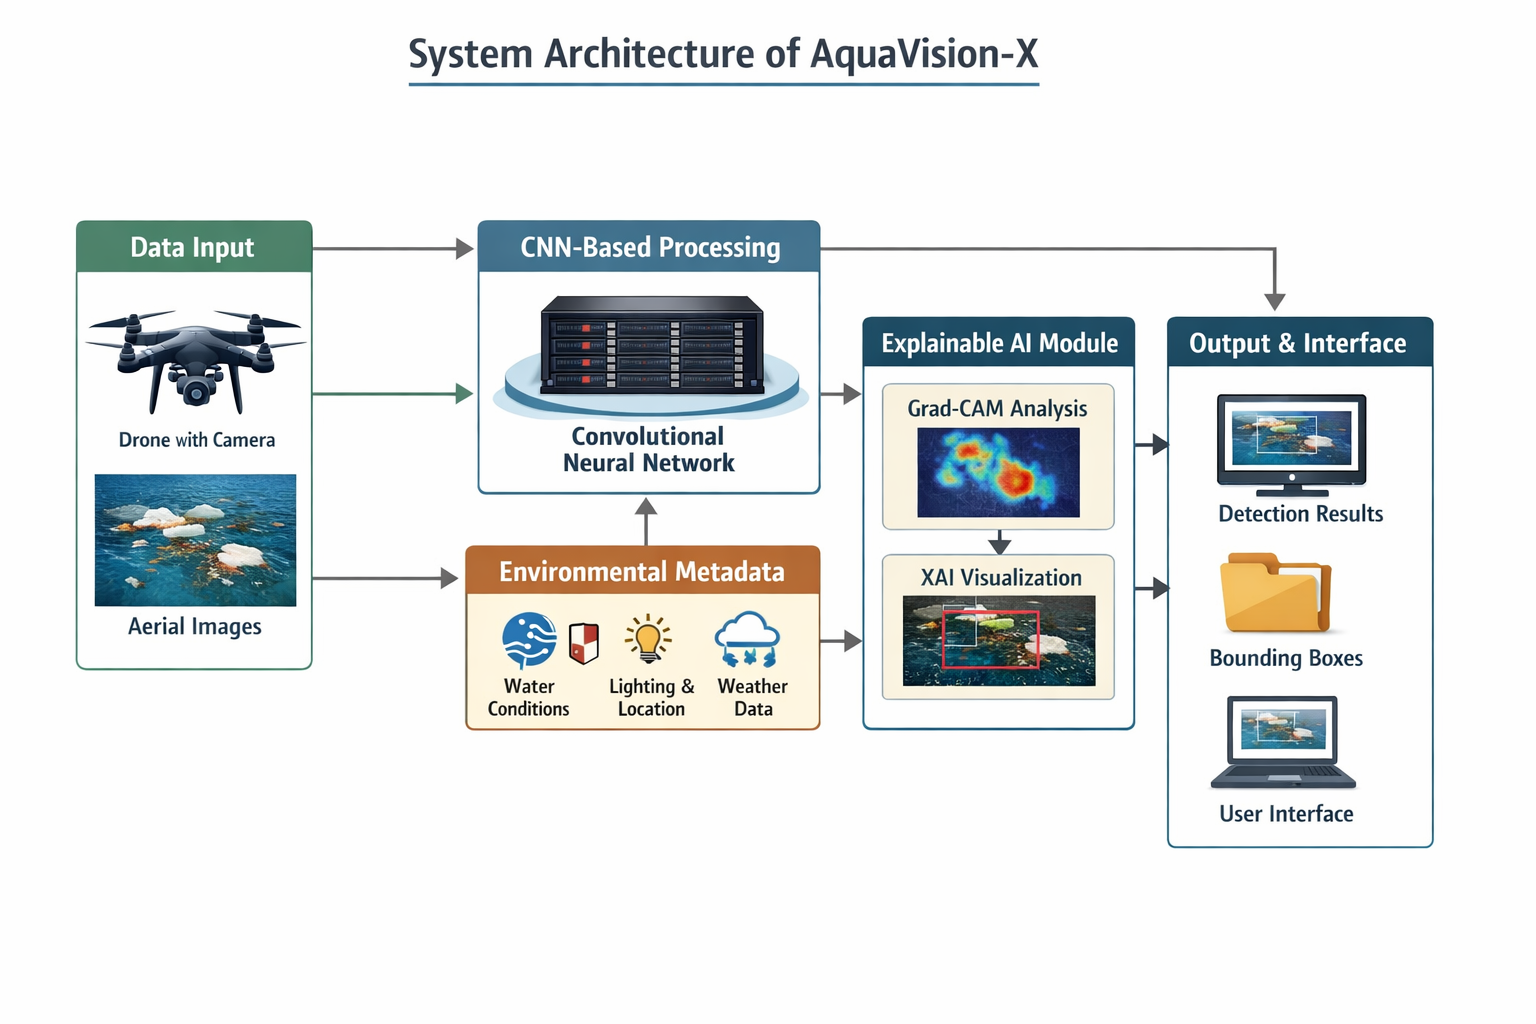 System Architecture of AquaVision-X
Data Input
Drone with Camera
Aerial Images
CNN-Based Processing
Convolutional
Neural Network
Environmental Metadata
Water
Conditions
Lighting &
Location
Weather
Data
Explainable AI Module
Grad-CAM Analysis
XAI Visualization
Output & Interface
Detection Results
Bounding Boxes
User Interface